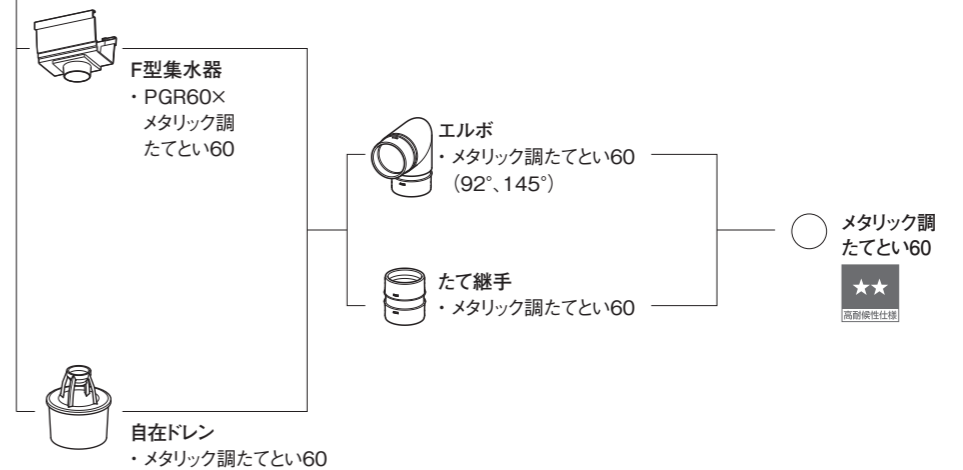 F型集水器
・PGR60×
メタリック調
たてとい60
エルボ
・メタリック調たてとい60
（92°、145°）
たて継手
・メタリック調たてとい60
メタリック調
たてとい60
★★
高耐候性仕様
自在ドレン
・メタリック調たてとい60